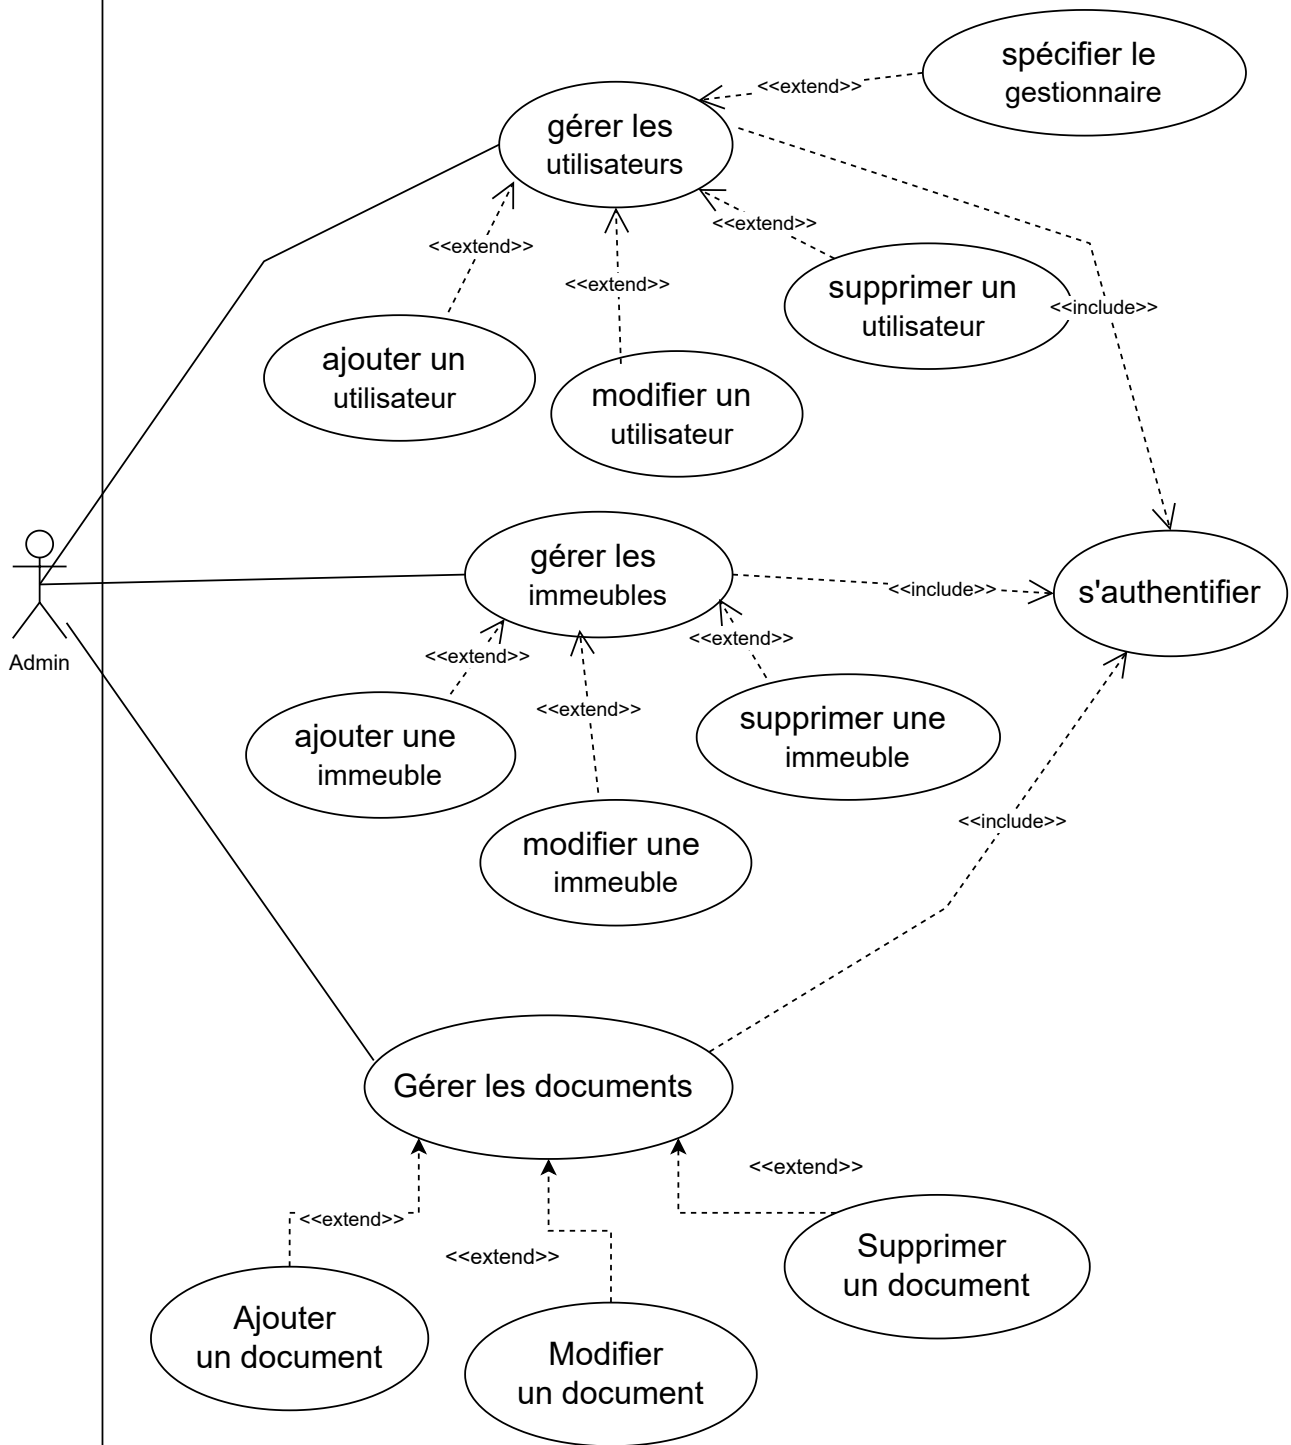 spécifier le
gestionnaire
<<extend>>
gérer les
utilisateurs
<<extend>>
<<extend>>
<<extend>>
supprimer un
utilisateur
<<include>>
ajouter un
utilisateur
modifier un
utilisateur
Admin
gérer les
immeubles
<<include>>
s'authentifier
<<extend>>
<<extend>>
<<extend>>
ajouter une
immeuble
supprimer une
immeuble
modifier une
immeuble
<<include>>
Gérer les documents
<<extend>>
<<extend>>
<<extend>>
Supprimer
un document
Ajouter
un document
Modifier
un document